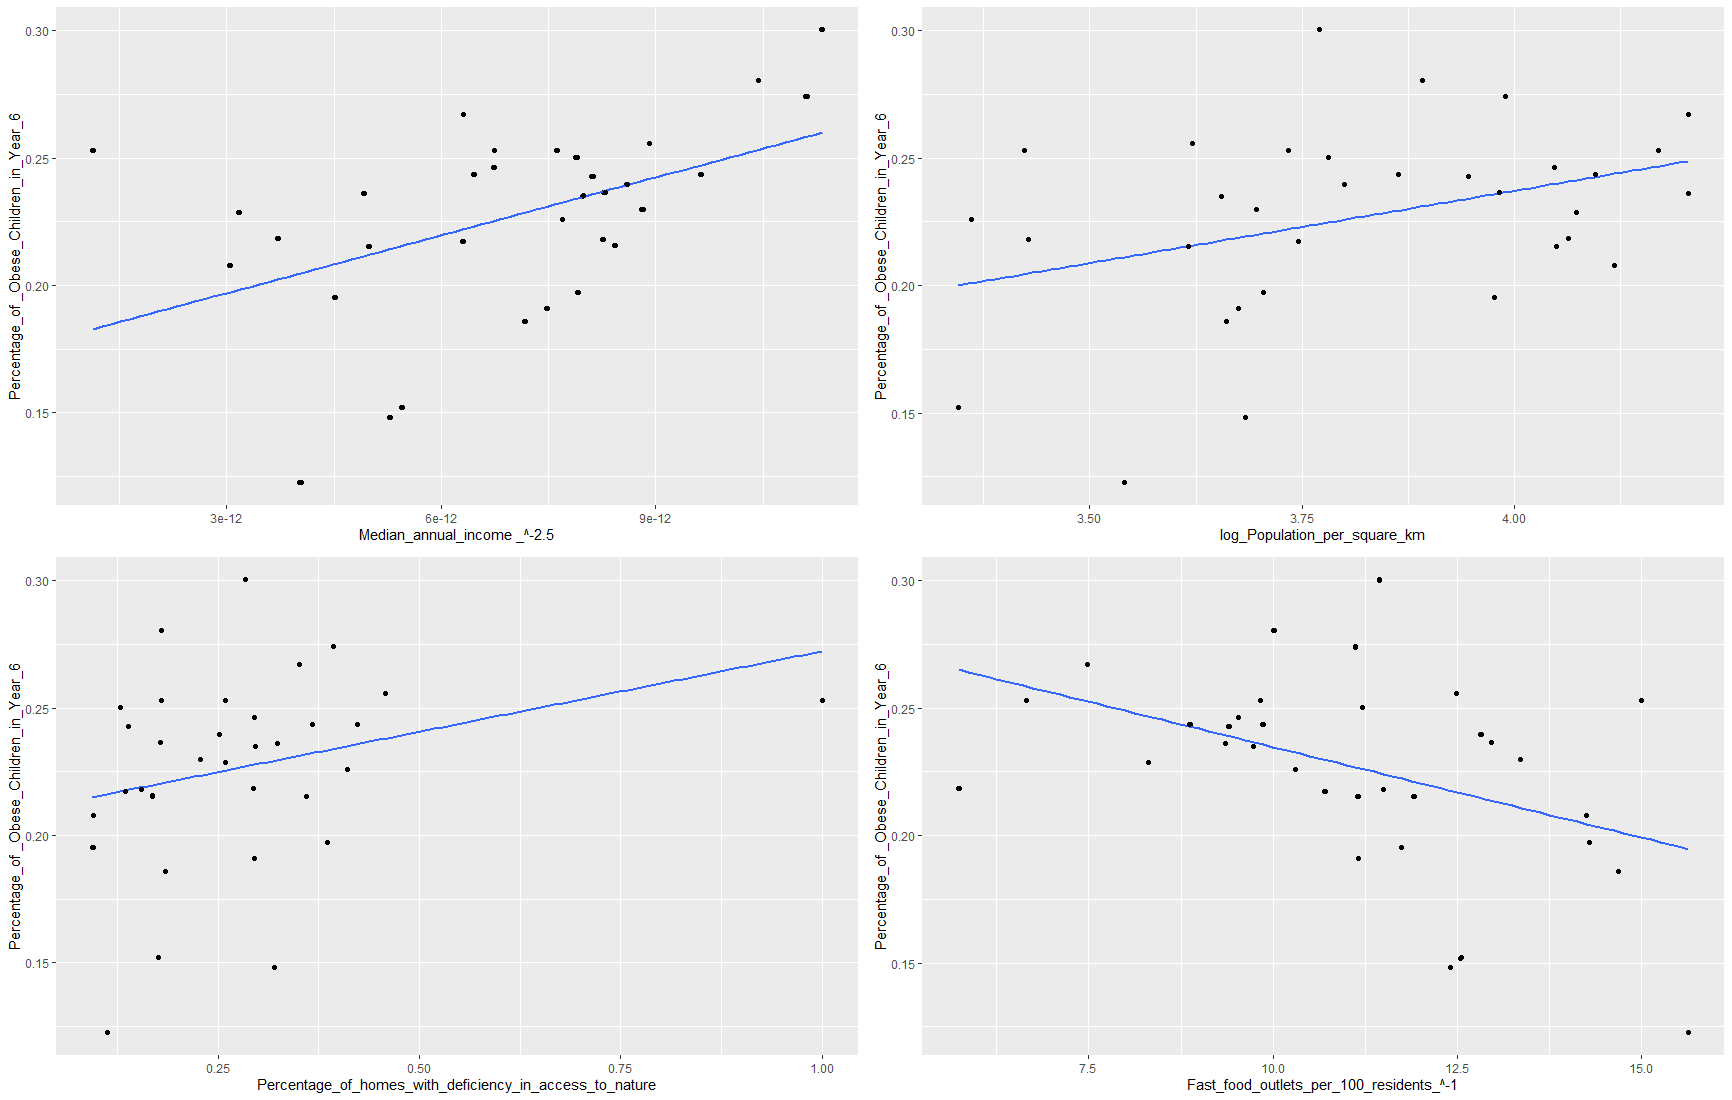 Percentage_of_Obese_Children_in_Year_6
0.30
0.25
0.20
0.15
3e-12 6e-12 9e-12
Median_annual_income _^-2.5
Percentage_of_Obese_Children_in_Year_6
0.30
0.25
0.20
0.15
3.50 3.75 4.00
log_Population_per_square_km
Percentage_of_Obese_Children_in_Year_6
0.30
0.25
0.20
0.15
0.25 0.50 0.75 1.00
Percentage_of_homes_with_deficiency_in_access_to_nature
Percentage_of_Obese_Children_in_Year_6
0.30
0.25
0.20
0.15
7.5 10.0 12.5 15.0
Fast_food_outlets_per_100_residents_^-1